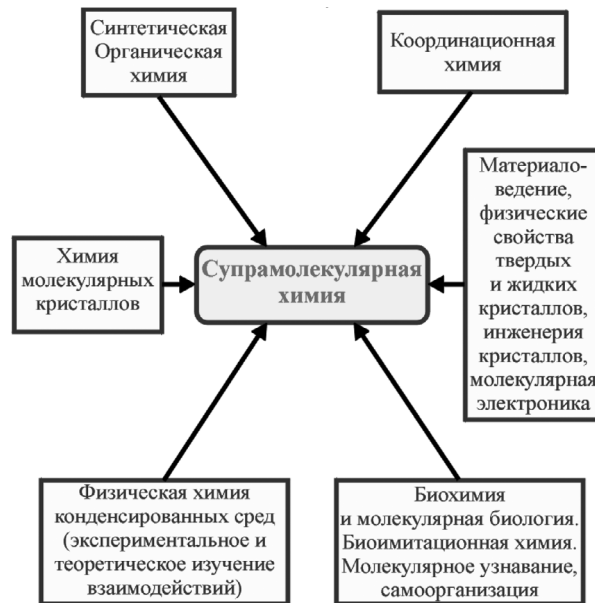 Синтетическая
Органическая
химия
Координационная
химия
Материало-
ведение,
физические
свойства
твердых
и жидких
кристаллов,
инженерия
кристаллов,
молекулярная
электроника
Химия
молекулярных
кристаллов
Супрамолекулярная
химия
Физическая химия
конденсированных сред
(экспериментальное и
теоретическое изучение
взаимодействий)
Биохимия
и молекулярная биология.
Биоимитационная химия.
Молекулярное узнавание,
самоорганизация